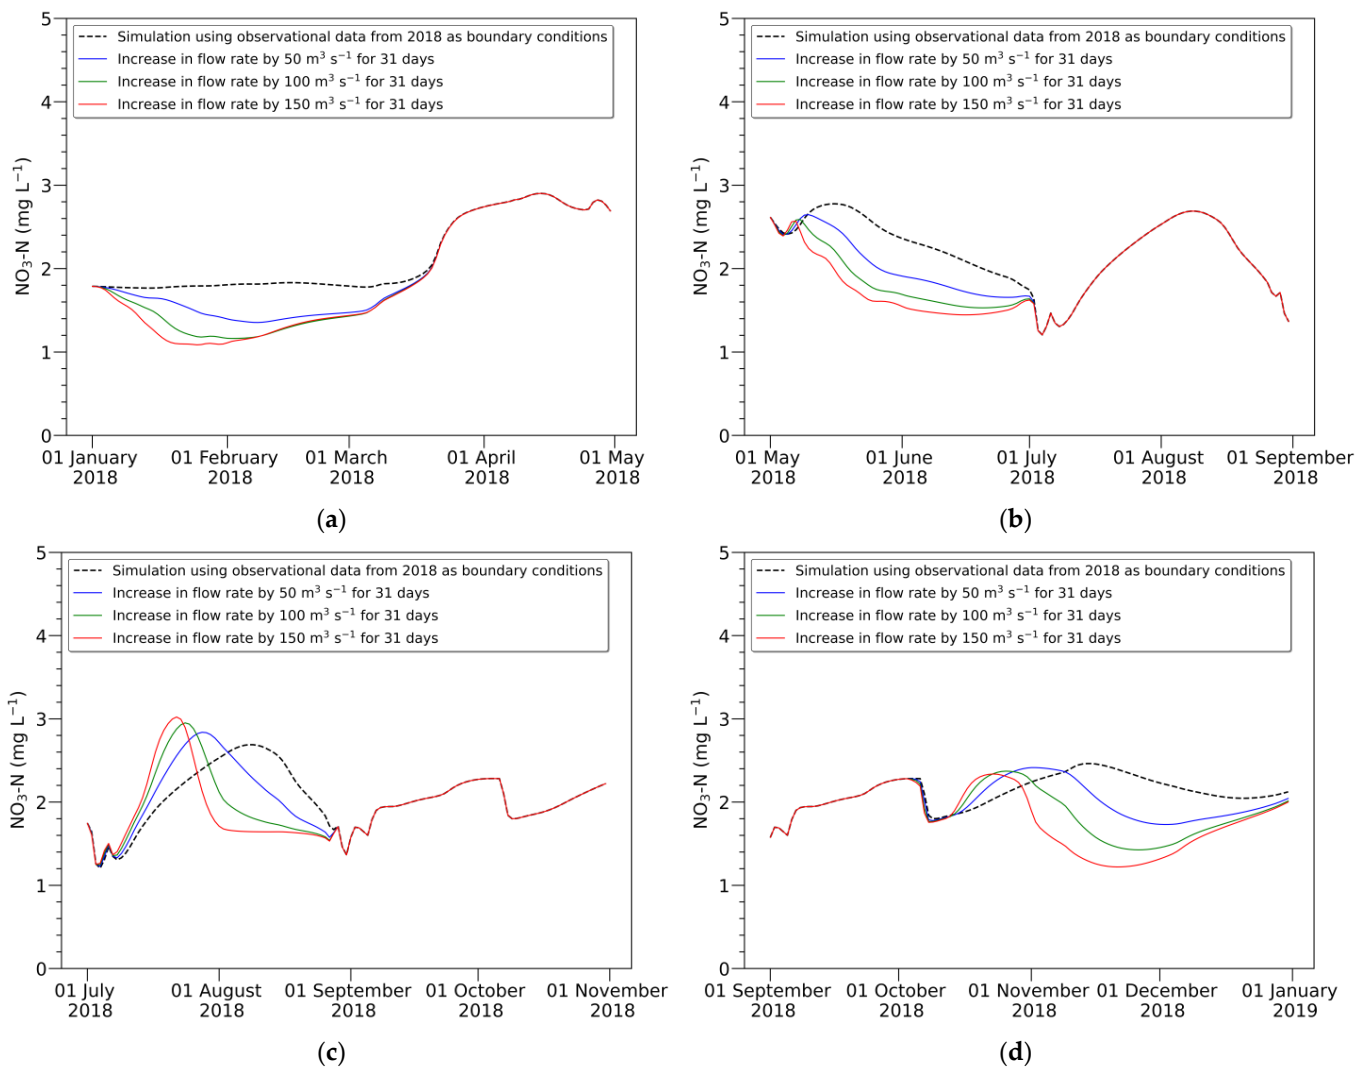 5
4
3
2
1
0
NO₃-N (mg L⁻¹)
Simulation using observational data from 2018 as boundary conditions
Increase in flow rate by 50 m³ s⁻¹ for 31 days
Increase in flow rate by 100 m³ s⁻¹ for 31 days
Increase in flow rate by 150 m³ s⁻¹ for 31 days
01 January 01 February 01 March 01 April 01 May
2018 2018 2018 2018 2018
(a)
5
4
3
2
1
0
NO₃-N (mg L⁻¹)
Simulation using observational data from 2018 as boundary conditions
Increase in flow rate by 50 m³ s⁻¹ for 31 days
Increase in flow rate by 100 m³ s⁻¹ for 31 days
Increase in flow rate by 150 m³ s⁻¹ for 31 days
01 May 01 June 01 July 01 August 01 September
2018 2018 2018 2018 2018
(b)
5
4
3
2
1
0
NO₃-N (mg L⁻¹)
Simulation using observational data from 2018 as boundary conditions
Increase in flow rate by 50 m³ s⁻¹ for 31 days
Increase in flow rate by 100 m³ s⁻¹ for 31 days
Increase in flow rate by 150 m³ s⁻¹ for 31 days
01 July 01 August 01 September 01 October 01 November
2018 2018 2018 2018 2018
(c)
5
4
3
2
1
0
NO₃-N (mg L⁻¹)
Simulation using observational data from 2018 as boundary conditions
Increase in flow rate by 50 m³ s⁻¹ for 31 days
Increase in flow rate by 100 m³ s⁻¹ for 31 days
Increase in flow rate by 150 m³ s⁻¹ for 31 days
01 September 01 October 01 November 01 December 01 January
2018 2018 2018 2018 2019
(d)